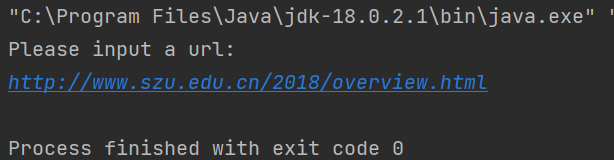 "C:\Program Files\Java\jdk-18.0.2.1\bin\java.exe" "
Please input a url:
http://www.szu.edu.cn/2018/overview.html
Process finished with exit code 0